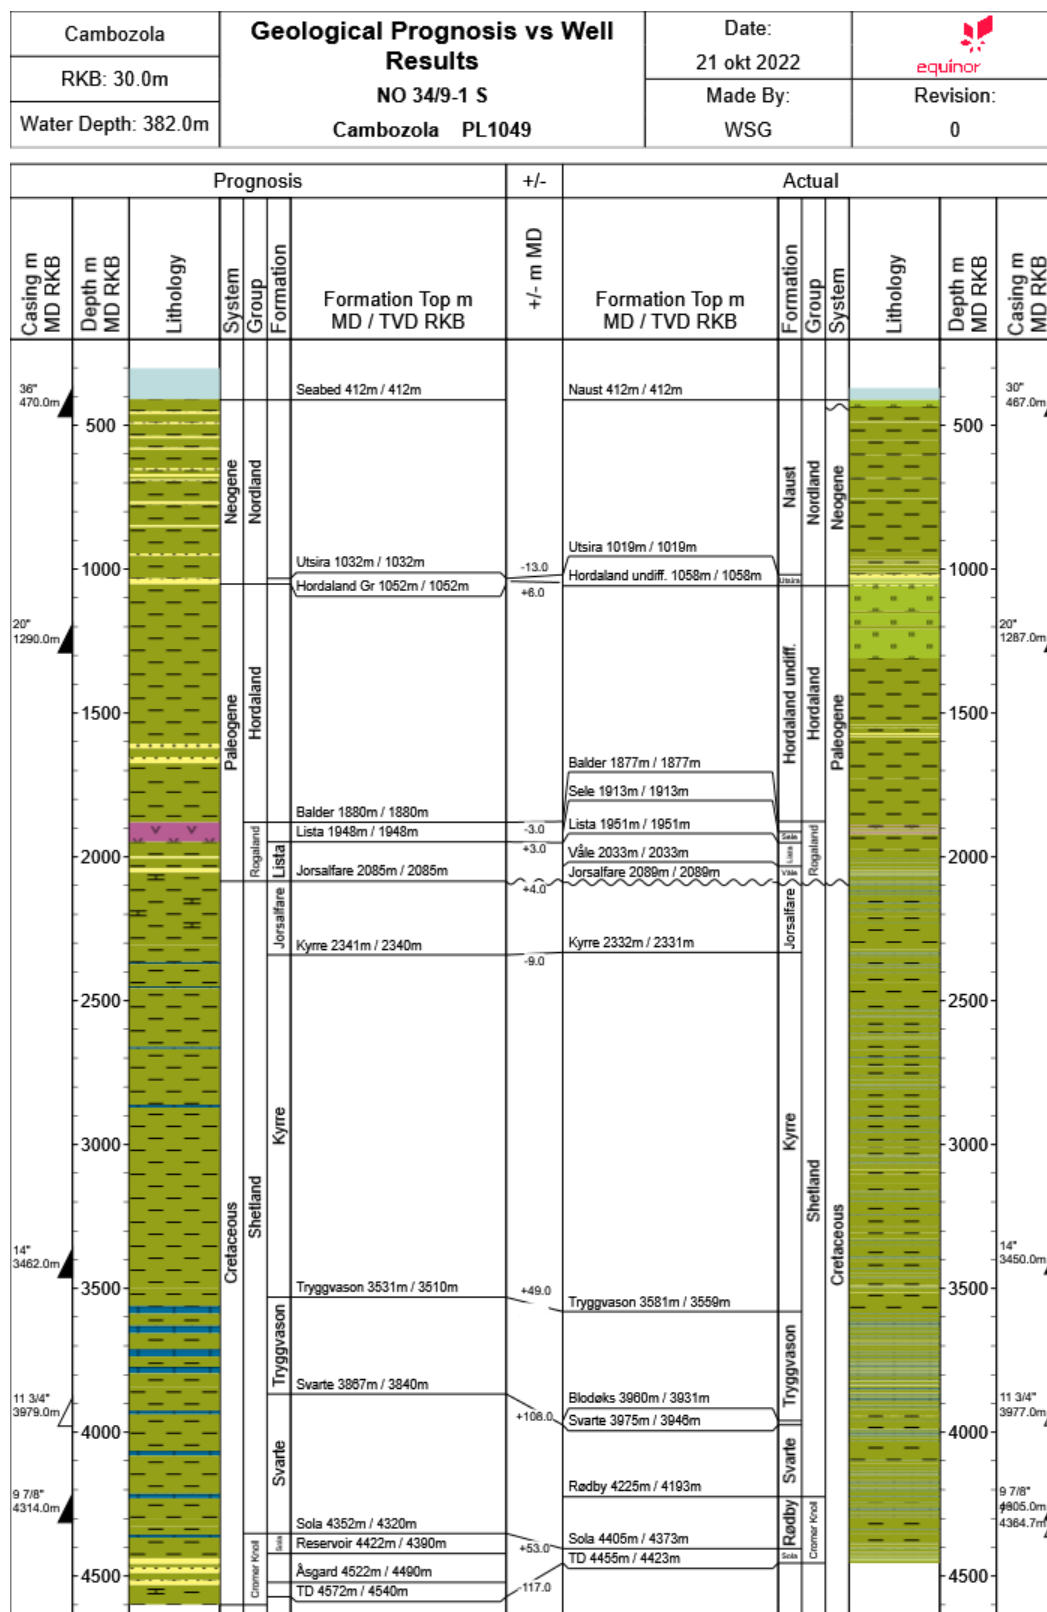 Cambozola
RKB: 30.0m
Water Depth: 382.0m
Geological Prognosis vs Well
Results
NO 34/9-1 S
Cambozola PL1049
Date:
21 okt 2022
Made By:
WSG
equinor
Revision:
0
Prognosis
+/-
Actual
Casing m
MD RKB
Depth m
MD RKB
Lithology
System
Group
Formation
Formation Top m
MD / TVD RKB
+/- m MD
Formation Top m
MD / TVD RKB
Formation
Group
System
Lithology
Depth m
MD RKB
Casing m
MD RKB
36"
470.0m
20"
1290.0m
14"
3462.0m
11 3/4"
3979.0m
9 7/8"
4314.0m
500
1000
1500
2000
2500
3000
3500
4000
4500
Neogene
Paleogene
Cretaceous
Nordland
Hordaland
Rogaland
Shetland
Cromer Knoll
Lista
Jorsalfare
Kyrre
Tryggvason
Svarte
Sola
Seabed 412m / 412m
Utsira 1032m / 1032m
Hordaland Gr 1052m / 1052m
Balder 1880m / 1880m
Lista 1948m / 1948m
Jorsalfare 2085m / 2085m
Kyrre 2341m / 2340m
Tryggvason 3531m / 3510m
Svarte 3867m / 3840m
Sola 4352m / 4320m
Reservoir 4422m / 4390m
Åsgard 4522m / 4490m
TD 4572m / 4540m
-13.0
+6.0
-3.0
+3.0
+4.0
-9.0
+49.0
+106.0
+53.0
-117.0
Naust 412m / 412m
Utsira 1019m / 1019m
Hordaland undiff. 1058m / 1058m
Balder 1877m / 1877m
Sele 1913m / 1913m
Lista 1951m / 1951m
Våle 2033m / 2033m
Jorsalfare 2089m / 2089m
Kyrre 2332m / 2331m
Tryggvason 3581m / 3559m
Blodøks 3960m / 3931m
Svarte 3975m / 3946m
Rødby 4225m / 4193m
Sola 4405m / 4373m
TD 4455m / 4423m
Naust
Utsira
Hordaland undiff.
Sele
Lista
Våle
Jorsalfare
Kyrre
Tryggvason
Svarte
Rødby
Sola
Nordland
Hordaland
Rogaland
Shetland
Cromer Knoll
Neogene
Paleogene
Cretaceous
500
1000
1500
2000
2500
3000
3500
4000
4500
30"
467.0m
20"
1287.0m
14"
3450.0m
11 3/4"
3977.0m
9 7/8"
4305.0m
4364.7m